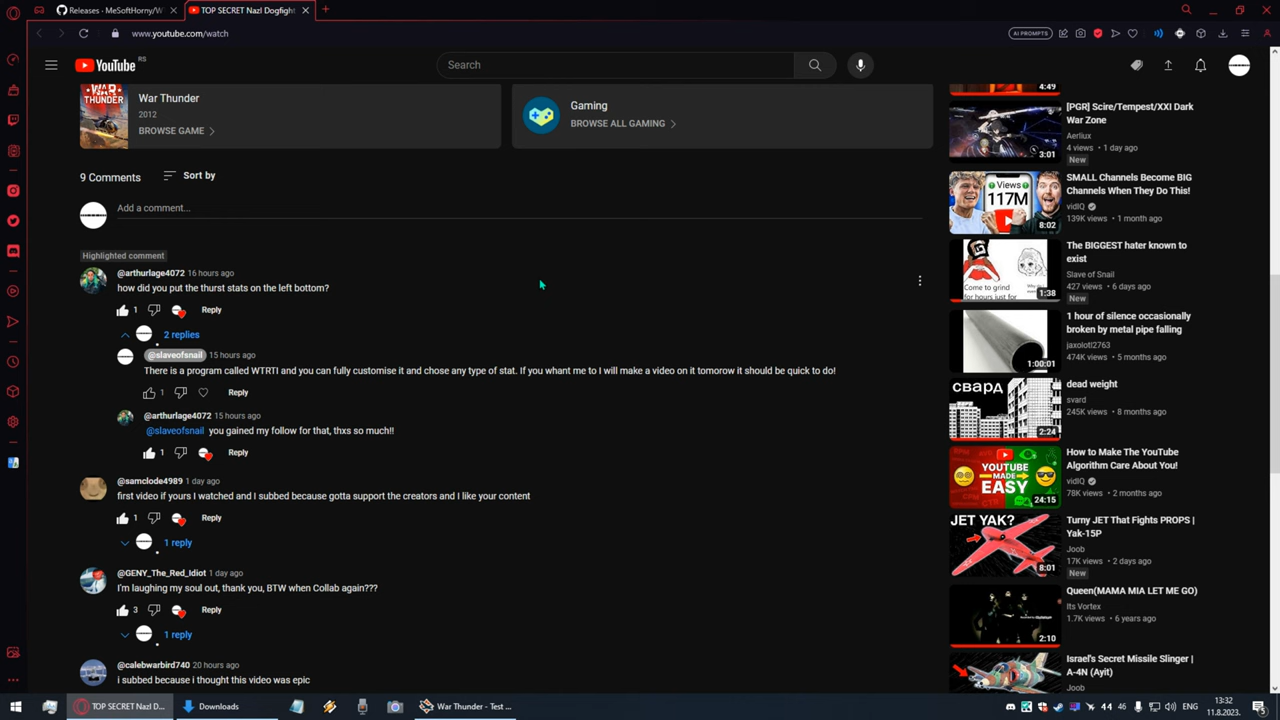 Releases · MeSoftHorny/W
TOP SECRET NazI Dogfight
www.youtube.com/watch
AI PROMPTS
YouTube RS
Search
WAR THUNDER
War Thunder
2012
BROWSE GAME
Gaming
BROWSE ALL GAMING
9 Comments
Sort by
Add a comment...
Highlighted comment
@arthurlage4072 16 hours ago
how did you put the thurst stats on the left bottom?
1 Reply
2 replies
@slaveofsnail 15 hours ago
There is a program called WTRTI and you can fully customise it and chose any type of stat. If you whant me to I will make a video on it tomorow it should be quick to do!
1 Reply
@arthurlage4072 15 hours ago
@slaveofsnail you gained my follow for that, thxs so much!!
1 Reply
@samclode4989 1 day ago
first video if yours I watched and I subbed because gotta support the creators and I like your content
1 Reply
1 reply
@GENY_The_Red_Idiot 1 day ago
I'm laughing my soul out, thank you, BTW when Collab again???
3 Reply
1 reply
@calebwarbird740 20 hours ago
i subbed because i thought this video was epic
4:49
[PGR] Scire/Tempest/XXI Dark
War Zone
Aerliux
4 views • 1 day ago
New
3:01
SMALL Channels Become BIG
Channels When They Do This!
vidIQ
139K views • 1 month ago
Views
117M
8:02
The BIGGEST hater known to
exist
Slave of Snail
427 views • 6 days ago
New
Come to grind
for hours just for
1:38
1 hour of silence occasionally
broken by metal pipe falling
jaxolotl2763
474K views • 5 months ago
1:00:01
dead weight
svard
245K views • 8 months ago
СВАРД
2:24
How to Make The YouTube
Algorithm Care About You!
vidIQ
78K views • 2 months ago
YOUTUBE
MADE
EASY
24:15
Turny JET That Fights PROPS |
Yak-15P
Joob
17K views • 2 days ago
New
JET YAK?
8:01
Queen(MAMA MIA LET ME GO)
Its Vortex
1.7K views • 6 years ago
2:10
Israel's Secret Missile Slinger |
A-4N (Ayit)
Joob
TOP SECRET NazI D...
Downloads
War Thunder - Test ...
44
ENG
13:32
11.8.2023.
5